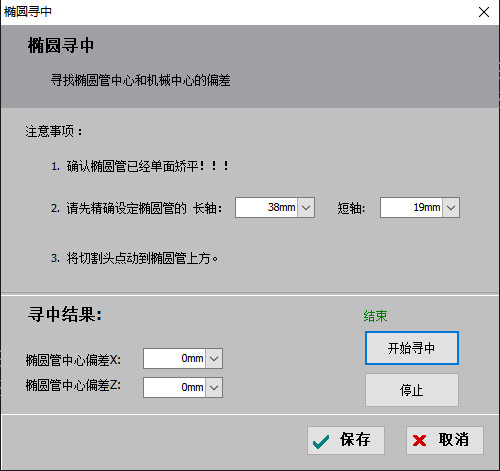 椭圆寻中
椭圆寻中
寻找椭圆管中心和机械中心的偏差
注意事项：
1. 确认椭圆管已经单面矫平！！！
2. 请先精确设定椭圆管的 长轴: 38mm 短轴: 19mm
3. 将切割头点动到椭圆管上方。
寻中结果:
结束
开始寻中
椭圆管中心偏差X: 0mm
椭圆管中心偏差Z: 0mm
停止
保存 取消